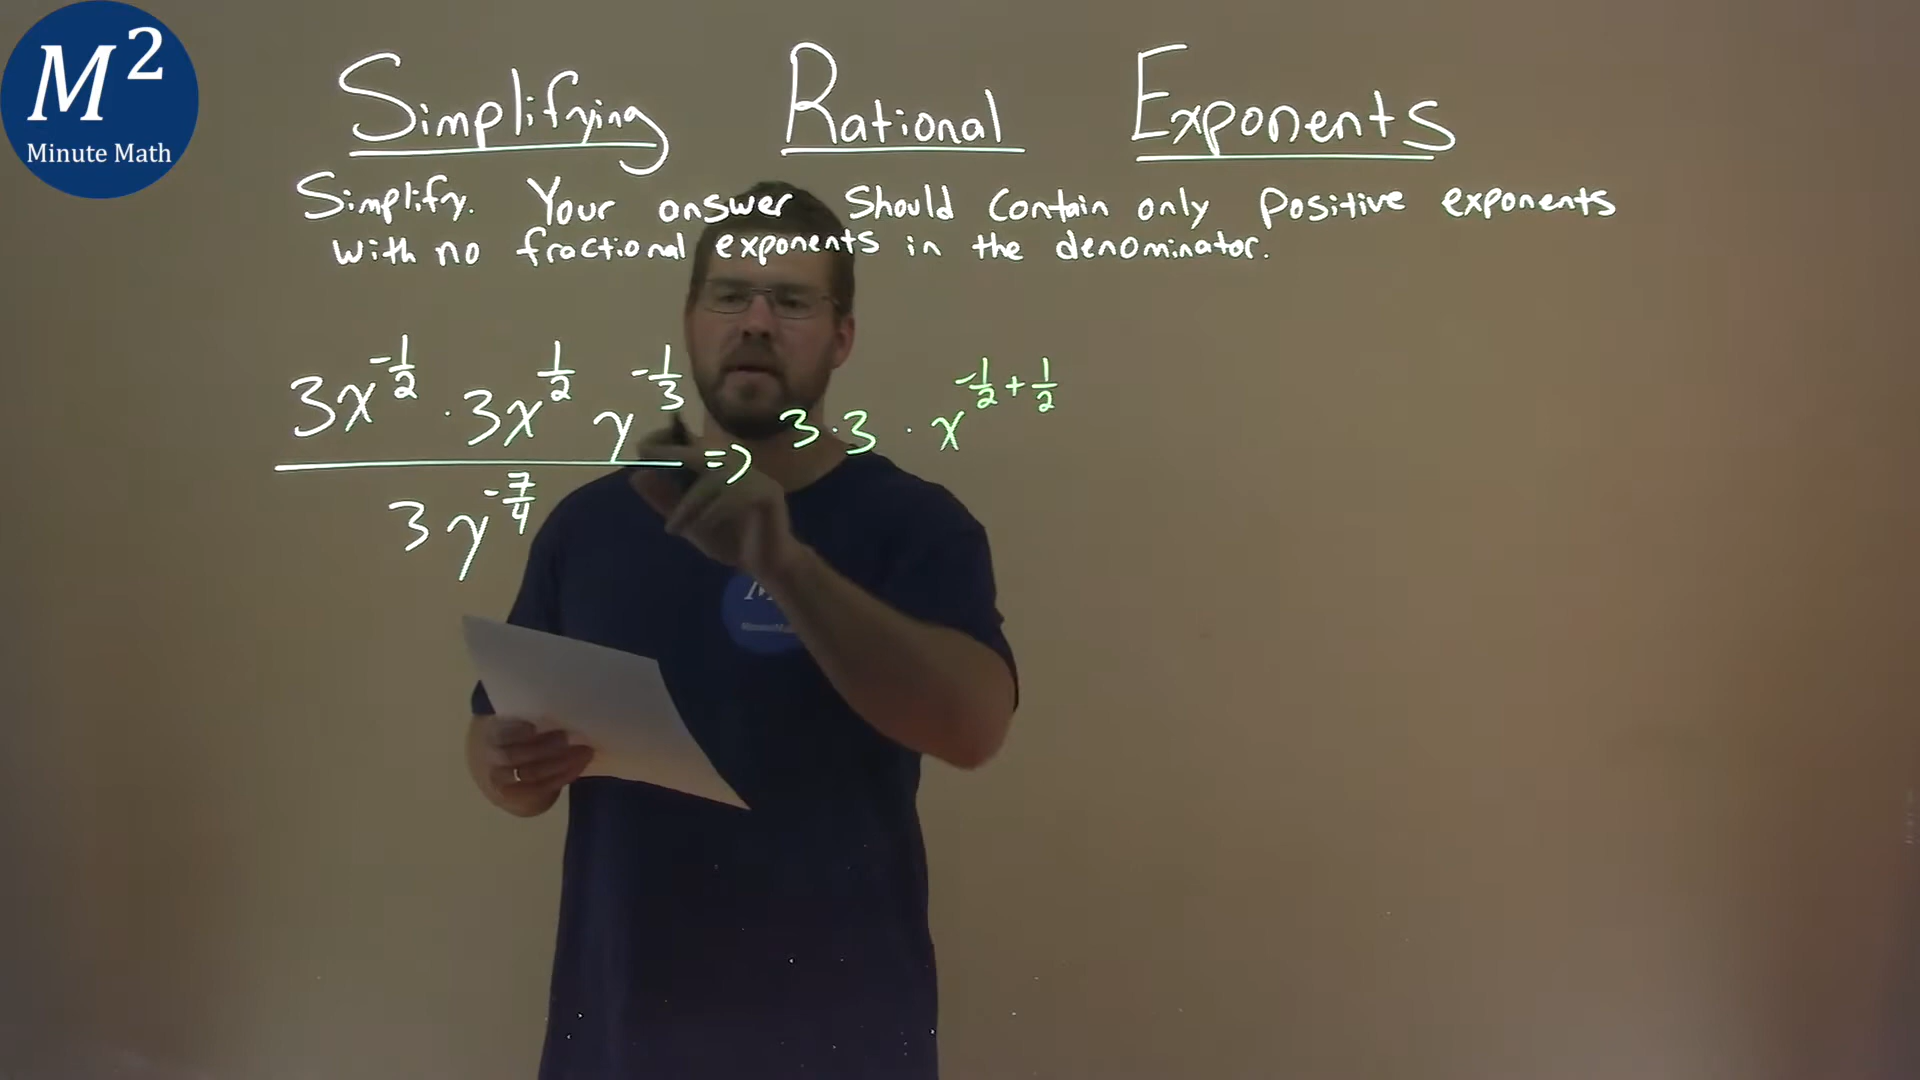 M²
Minute Math
Simplifying Rational Exponents
Simplify. Your answer should contain only positive exponents
with no fractional exponents in the denominator.
3x^{-1/2} · 3x^{1/2} y^{-1/3} => 3·3 · x^{-1/2 + 1/2}
3y^{-7/4}